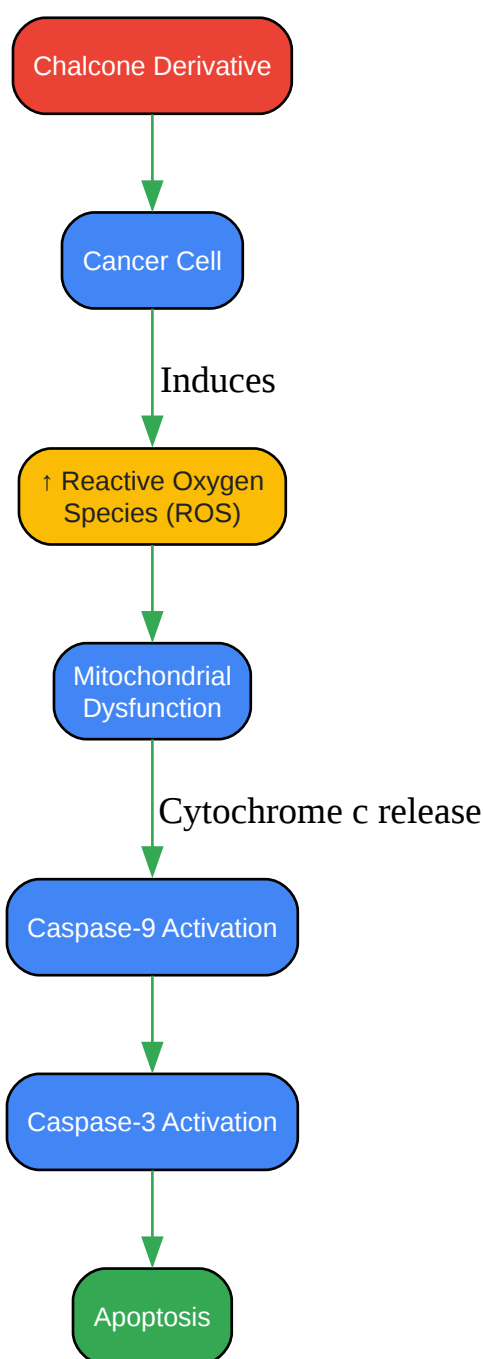 Chalcone Derivative
Cancer Cell
Induces
↑ Reactive Oxygen
Species (ROS)
Mitochondrial
Dysfunction
Cytochrome c release
Caspase-9 Activation
Caspase-3 Activation
Apoptosis